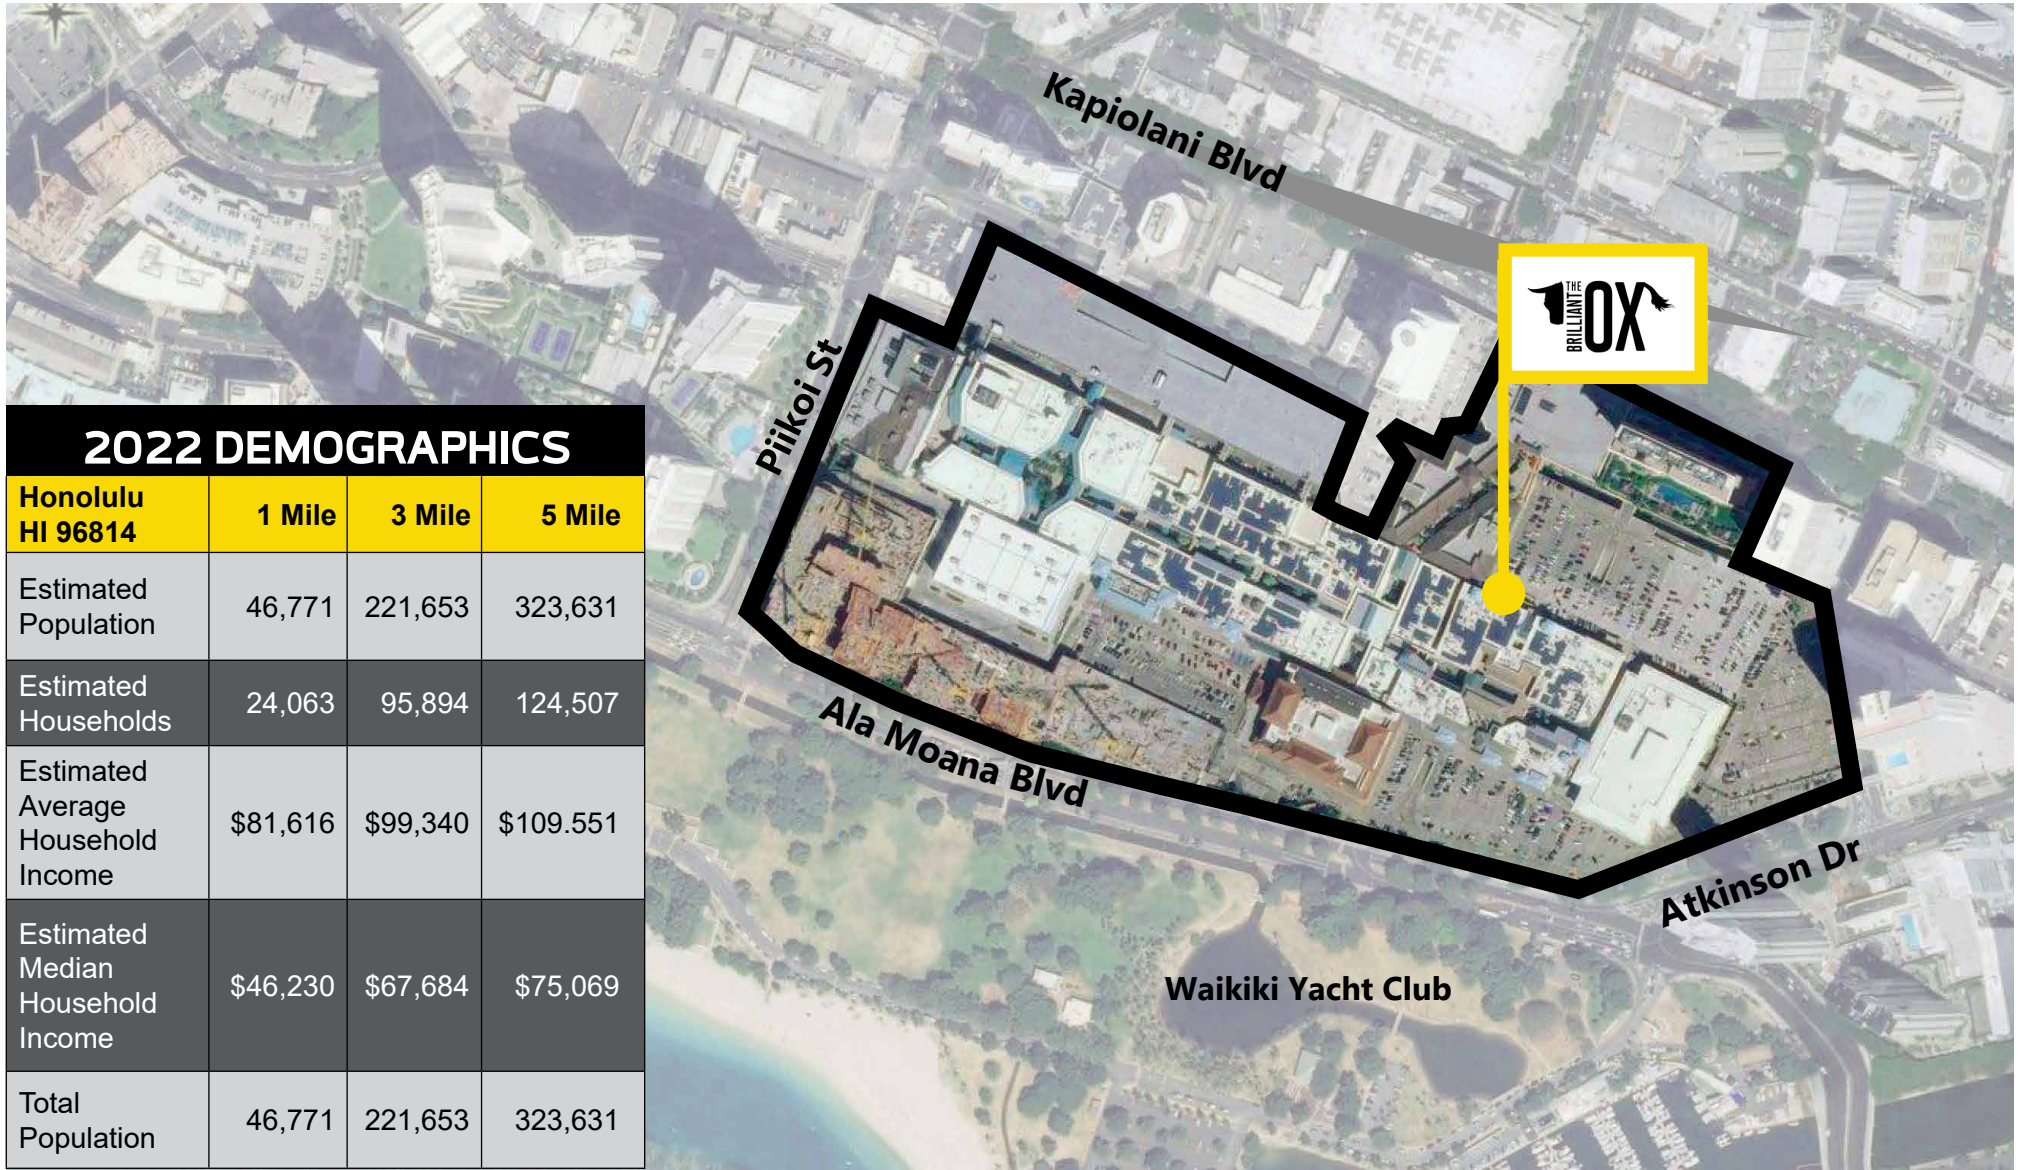 Kapiolani Blvd
THE
BRILLIANT
OX
Piikoi St
Ala Moana Blvd
Atkinson Dr
Waikiki Yacht Club
2022 DEMOGRAPHICS
Honolulu
HI 96814 1 Mile 3 Mile 5 Mile
Estimated
Population 46,771 221,653 323,631
Estimated
Households 24,063 95,894 124,507
Estimated
Average
Household
Income $81,616 $99,340 $109.551
Estimated
Median
Household
Income $46,230 $67,684 $75,069
Total
Population 46,771 221,653 323,631